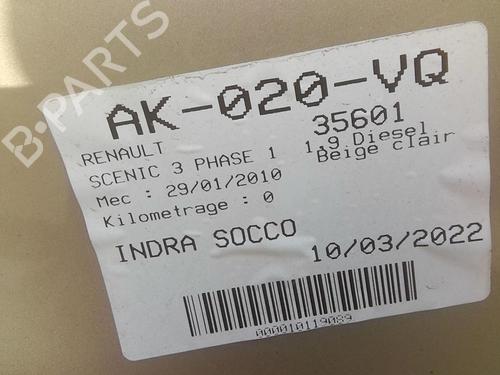 AK-020-VQ
35601
RENAULT
SCENIC 3 PHASE 1 1.9 Diesel
Mec : 29/01/2010 Beige clair
Kilometrage : 0
INDRA SOCCO 10/03/2022
0000101119089
B-PARTS